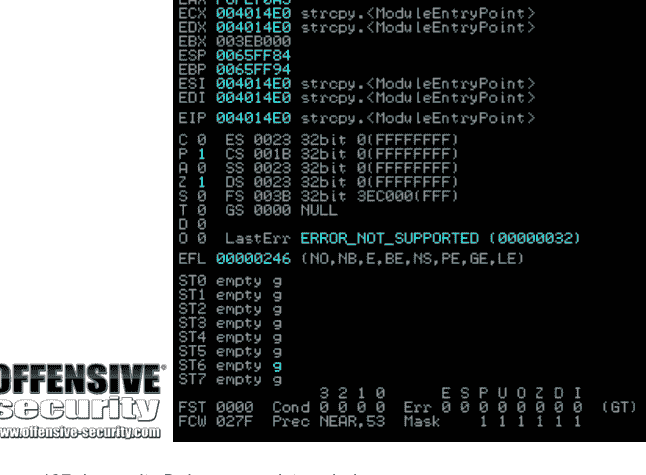 ECX 004014E0 strcpy.<ModuleEntryPoint>
EDX 004014E0 strcpy.<ModuleEntryPoint>
EBX 003EB000
ESP 0065FF84
EBP 0065FF94
ESI 004014E0 strcpy.<ModuleEntryPoint>
EDI 004014E0 strcpy.<ModuleEntryPoint>
EIP 004014E0 strcpy.<ModuleEntryPoint>
C 0 ES 0023 32bit 0(FFFFFFFF)
P 1 CS 001B 32bit 0(FFFFFFFF)
A 0 SS 0023 32bit 0(FFFFFFFF)
Z 1 DS 0023 32bit 0(FFFFFFFF)
S 0 FS 003B 32bit 3EC000(FFF)
T 0 GS 0000 NULL
D 0
O 0 LastErr ERROR_NOT_SUPPORTED (00000032)
EFL 00000246 (NO,NB,E,BE,NS,PE,GE,LE)
ST0 empty g
ST1 empty g
ST2 empty g
ST3 empty g
ST4 empty g
ST5 empty g
ST6 empty g
ST7 empty g
3 2 1 0 E S P U O Z D I
FST 0000 Cond 0 0 0 0 Err 0 0 0 0 0 0 0 0 (GT)
FCW 027F Prec NEAR,53 Mask 1 1 1 1 1 1
OFFENSIVE
security
www.offensive-security.com